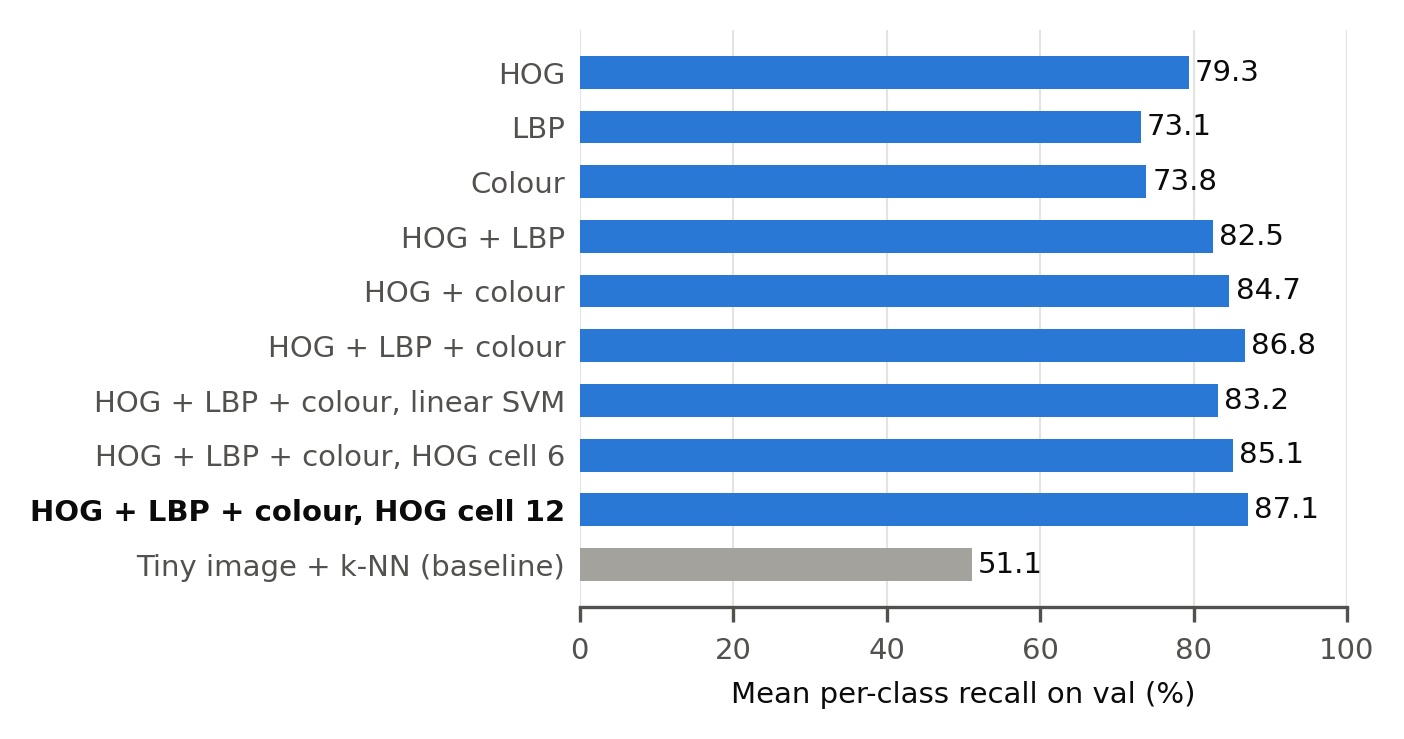 HOG 79.3
LBP 73.1
Colour 73.8
HOG + LBP 82.5
HOG + colour 84.7
HOG + LBP + colour 86.8
HOG + LBP + colour, linear SVM 83.2
HOG + LBP + colour, HOG cell 6 85.1
HOG + LBP + colour, HOG cell 12 87.1
Tiny image + k-NN (baseline) 51.1
0 20 40 60 80 100
Mean per-class recall on val (%)